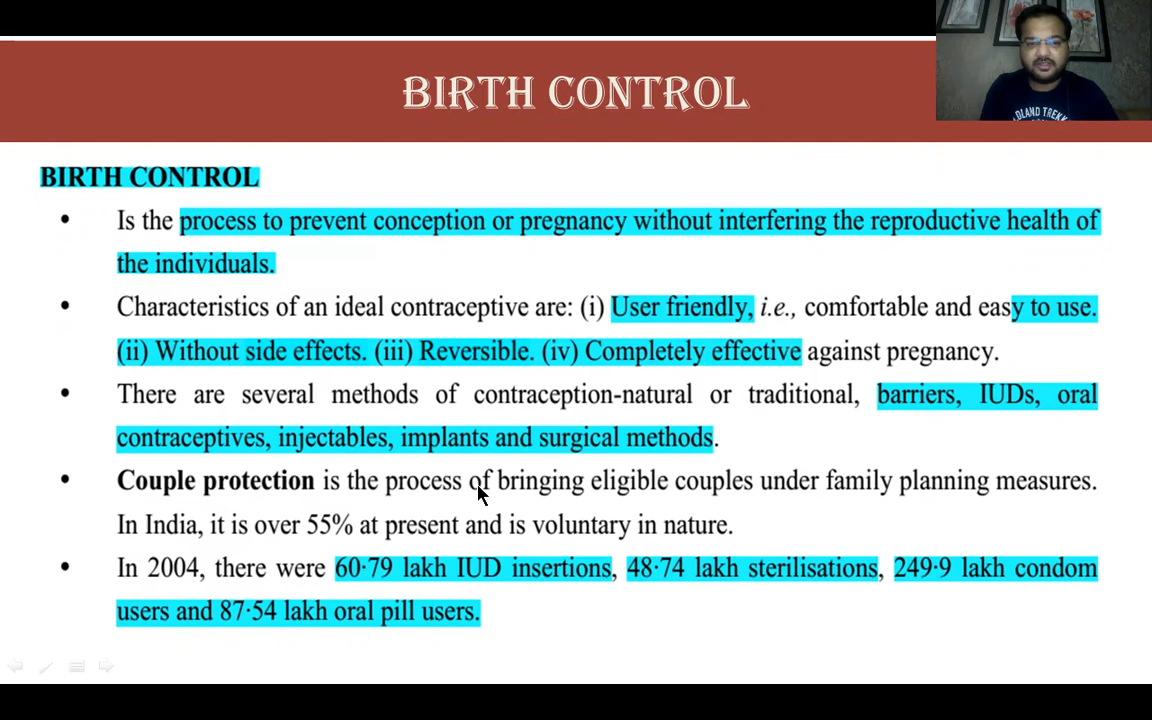 BIRTH CONTROL
LAND TREKK
BIRTH CONTROL
• Is the process to prevent conception or pregnancy without interfering the reproductive health of
the individuals.
• Characteristics of an ideal contraceptive are: (i) User friendly, i.e., comfortable and easy to use.
(ii) Without side effects. (iii) Reversible. (iv) Completely effective against pregnancy.
• There are several methods of contraception-natural or traditional, barriers, IUDs, oral
contraceptives, injectables, implants and surgical methods.
• Couple protection is the process of bringing eligible couples under family planning measures.
In India, it is over 55% at present and is voluntary in nature.
• In 2004, there were 60·79 lakh IUD insertions, 48·74 lakh sterilisations, 249·9 lakh condom
users and 87·54 lakh oral pill users.